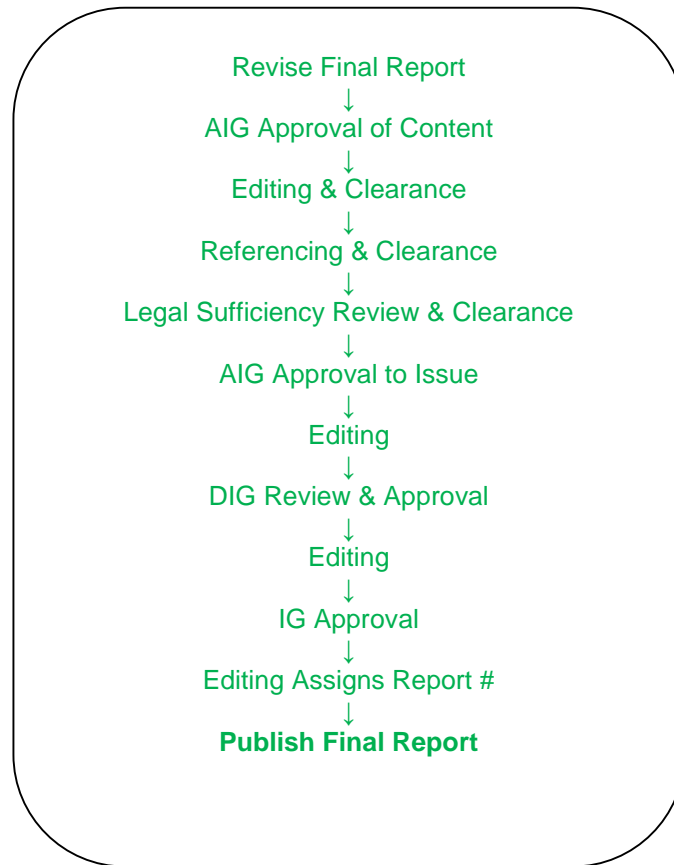 Revise Final Report
↓
AIG Approval of Content
↓
Editing & Clearance
↓
Referencing & Clearance
↓
Legal Sufficiency Review & Clearance
↓
AIG Approval to Issue
↓
Editing
↓
DIG Review & Approval
↓
Editing
↓
IG Approval
↓
Editing Assigns Report #
↓
Publish Final Report